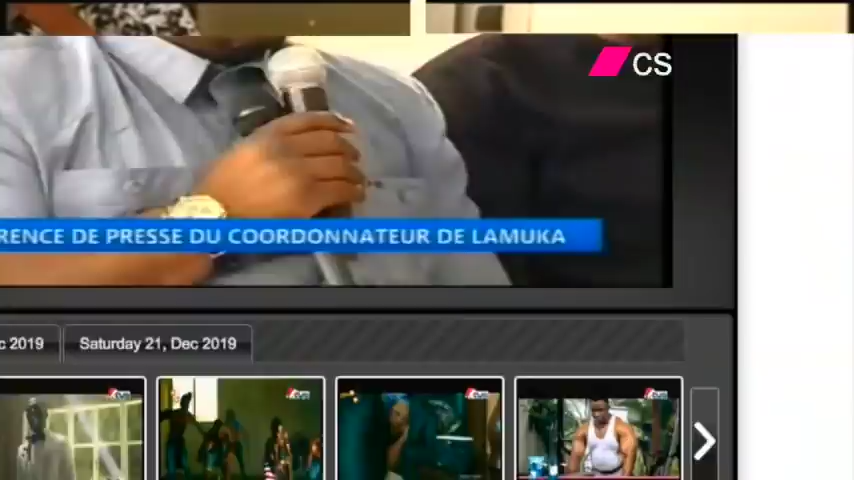 CS
RENCE DE PRESSE DU COORDONNATEUR DE LAMUKA
c 2019
Saturday 21, Dec 2019